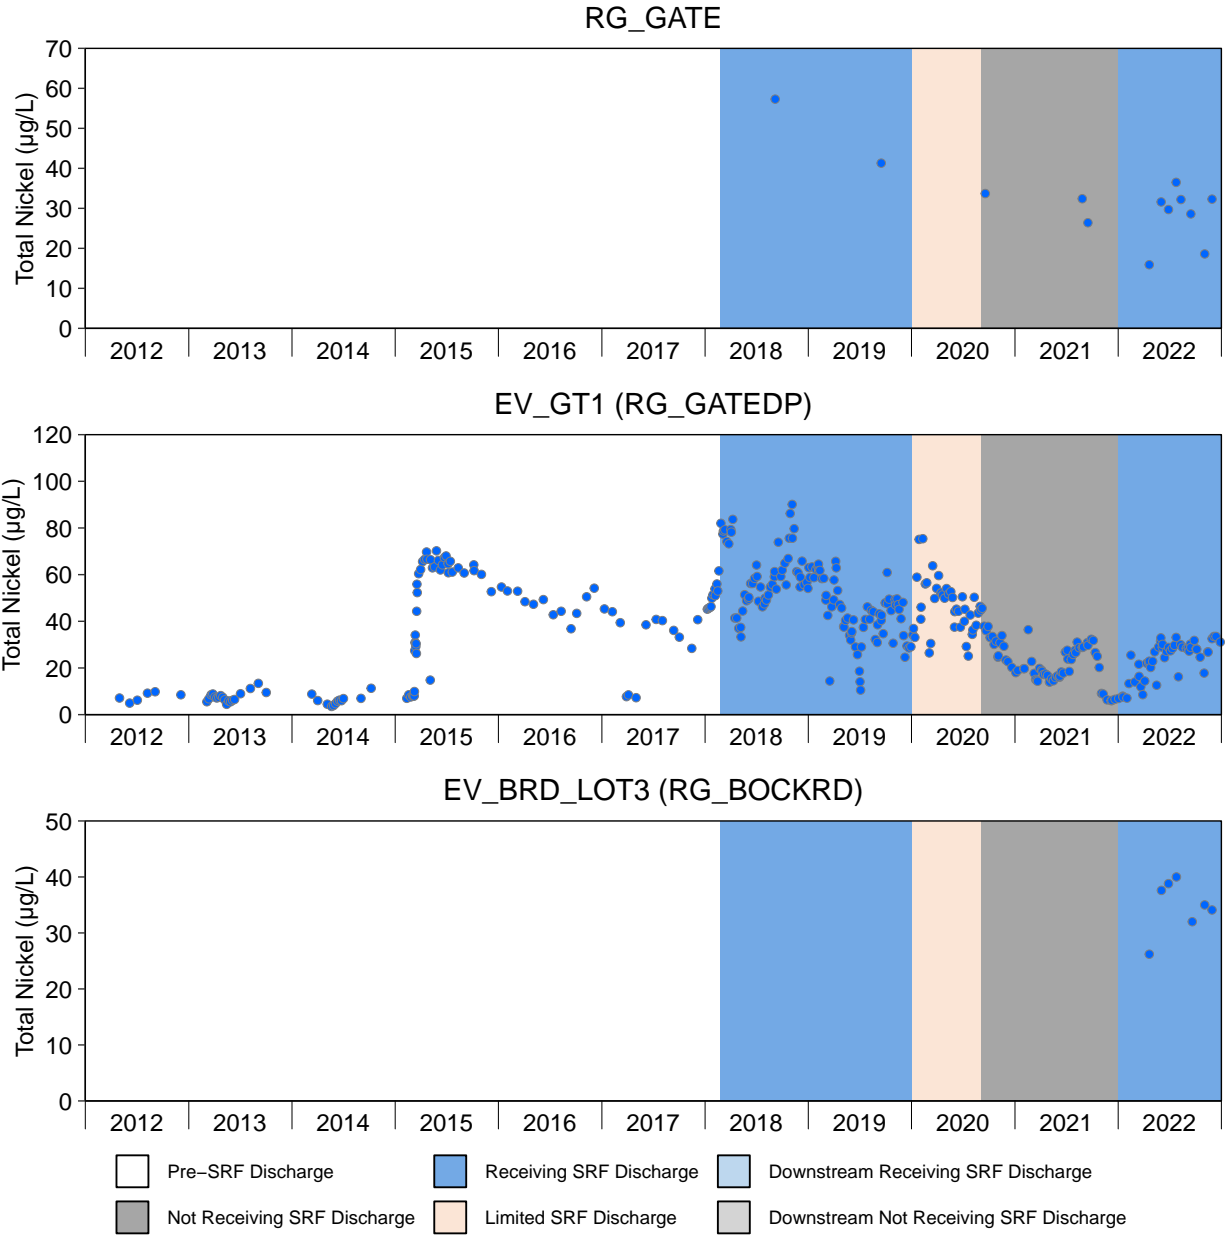 RG_GATE
Total Nickel (µg/L)
70
60
50
40
30
20
10
0
2012 2013 2014 2015 2016 2017 2018 2019 2020 2021 2022
EV_GT1 (RG_GATEDP)
Total Nickel (µg/L)
120
100
80
60
40
20
0
2012 2013 2014 2015 2016 2017 2018 2019 2020 2021 2022
EV_BRD_LOT3 (RG_BOCKRD)
Total Nickel (µg/L)
50
40
30
20
10
0
2012 2013 2014 2015 2016 2017 2018 2019 2020 2021 2022
Pre−SRF Discharge Receiving SRF Discharge Downstream Receiving SRF Discharge
Not Receiving SRF Discharge Limited SRF Discharge Downstream Not Receiving SRF Discharge